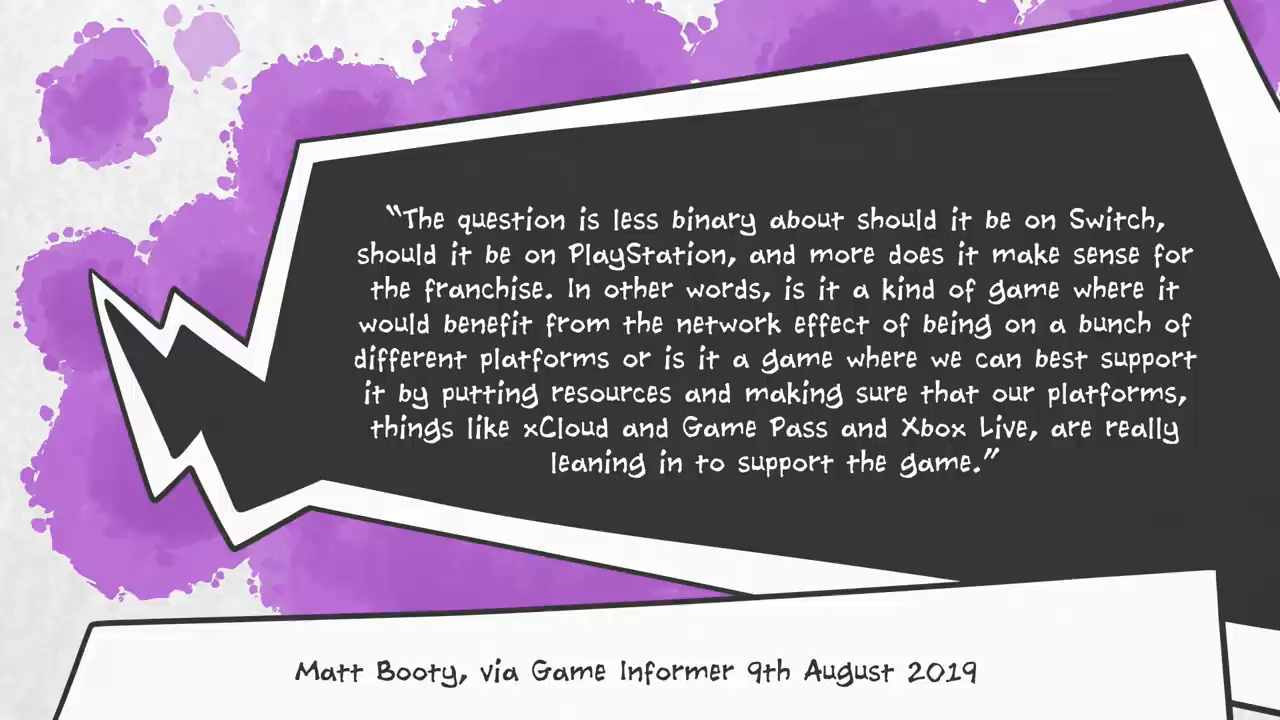 “The question is less binary about should it be on Switch,
should it be on PlayStation, and more does it make sense for
the franchise. In other words, is it a kind of game where it
would benefit from the network effect of being on a bunch of
different platforms or is it a game where we can best support
it by putting resources and making sure that our platforms,
things like xCloud and Game Pass and Xbox Live, are really
leaning in to support the game.”
Matt Booty, via Game Informer 9th August 2019